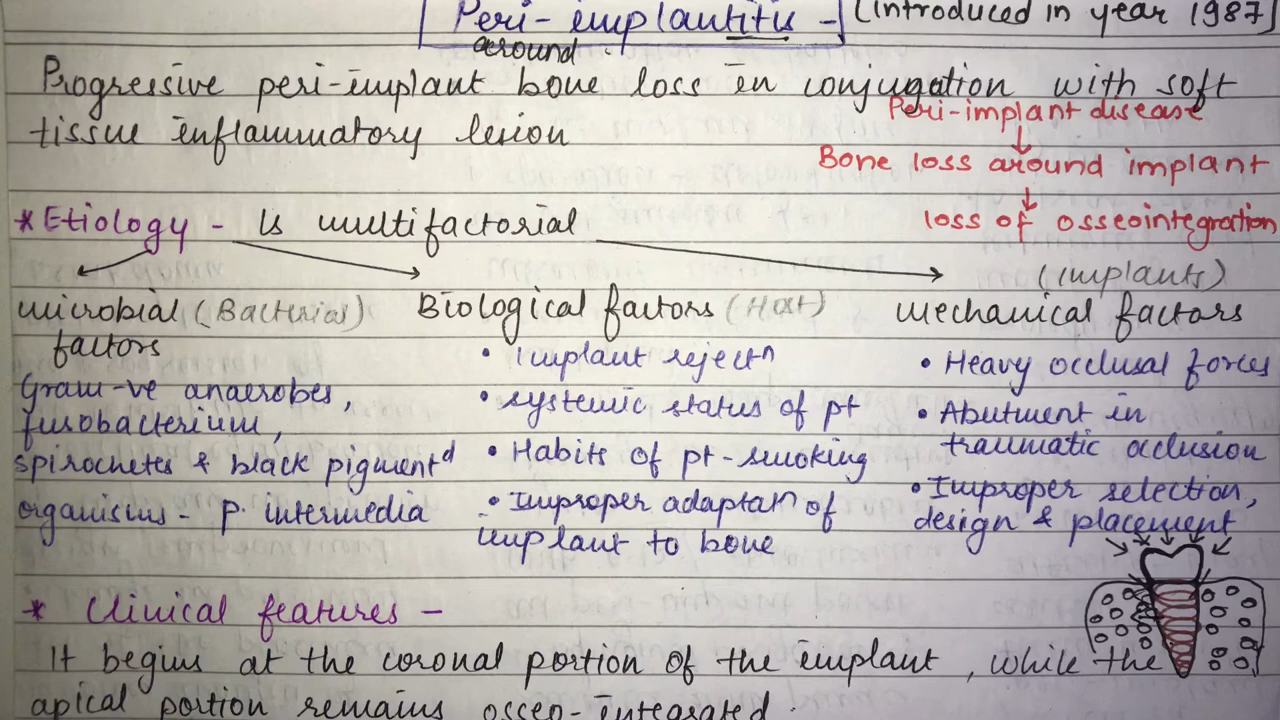 Peri-implantitis - (Introduced in year 1987)
around
Progressive peri-implant bone loss in conjugation with soft
tissue inflammatory lesion
Peri-implant disease
↓
Bone loss around implant
↓
loss of osseointegration
*Etiology - Is multifactorial
microbial (Bacterias)
factors
Gram-ve anaerobes,
fusobacterium,
spirochetes & black pigmentd
organisms - P. intermedia
Biological factors (Host)
• Implant rejectn
• systemic status of pt
• Habits of pt-smoking
• Improper adaptatn of
implant to bone
(implants)
Mechanical factors
• Heavy occlusal forces
• Abutment in
traumatic occlusion
• Improper selection,
design & placement
* Clinical features -
It begins at the coronal portion of the implant, while the
apical portion remains osseo-integrated.